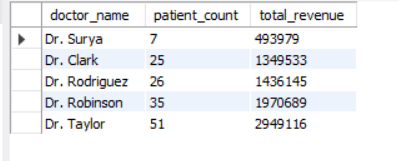 doctor_name patient_count total_revenue
Dr. Surya 7 493979
Dr. Clark 25 1349533
Dr. Rodriguez 26 1436145
Dr. Robinson 35 1970689
Dr. Taylor 51 2949116